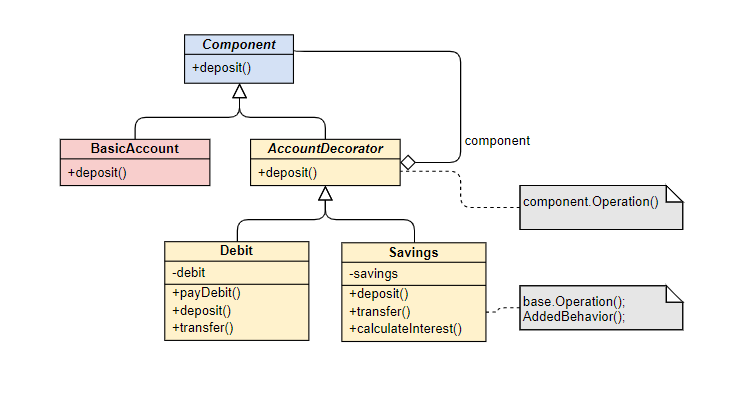 Component
+deposit()
component
BasicAccount
+deposit()
AccountDecorator
+deposit()
component.Operation()
Debit
-debit
+payDebit()
+deposit()
+transfer()
Savings
-savings
+deposit()
+transfer()
+calculateInterest()
base.Operation();
AddedBehavior();